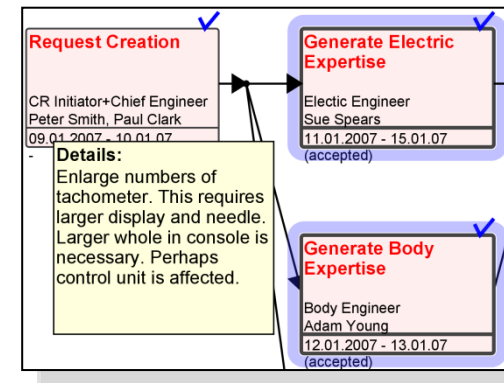 Request Creation
CR Initiator+Chief Engineer
Peter Smith, Paul Clark
09.01.2007 - 10.01.07
-
Details:
Enlarge numbers of
tachometer. This requires
larger display and needle.
Larger whole in console is
necessary. Perhaps
control unit is affected.
Generate Electric
Expertise
Electic Engineer
Sue Spears
11.01.2007 - 15.01.07
(accepted)
Generate Body
Expertise
Body Engineer
Adam Young
12.01.2007 - 13.01.07
(accepted)